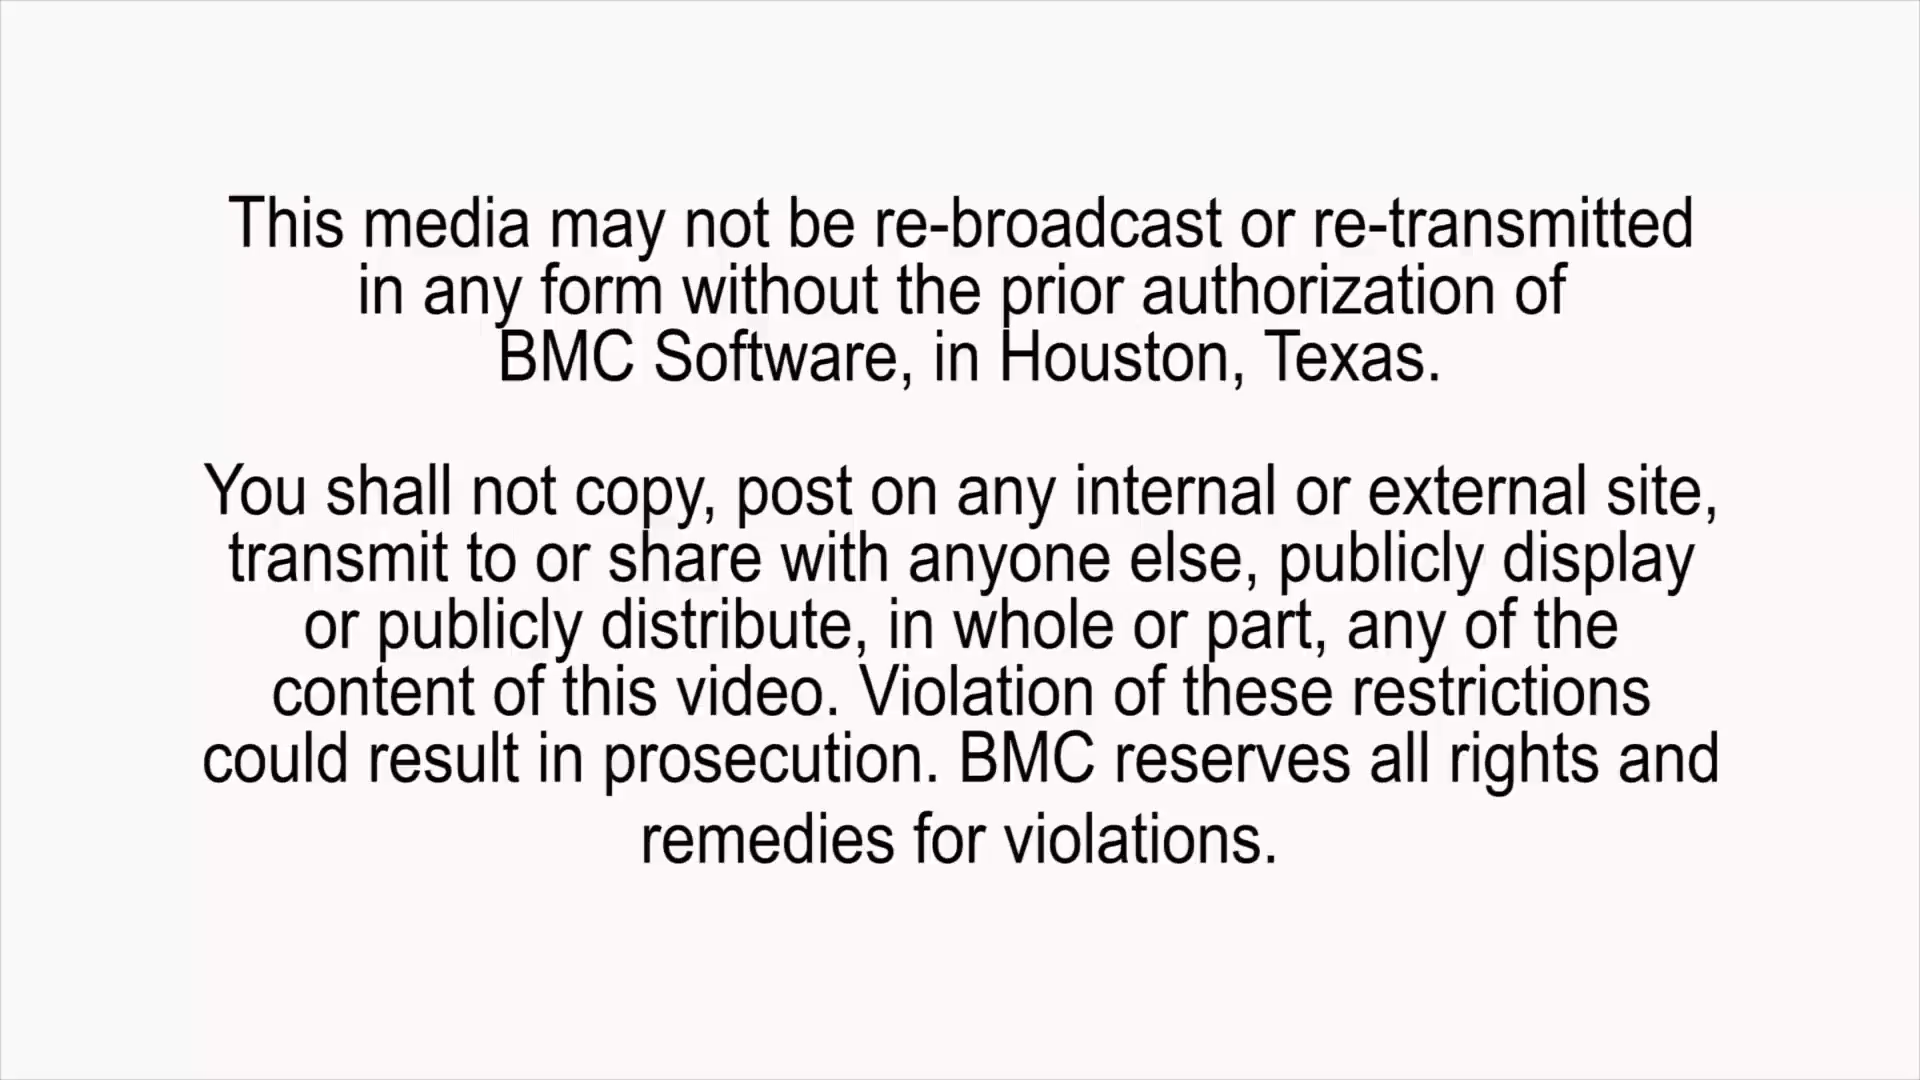 This media may not be re-broadcast or re-transmitted
in any form without the prior authorization of
BMC Software, in Houston, Texas.
You shall not copy, post on any internal or external site,
transmit to or share with anyone else, publicly display
or publicly distribute, in whole or part, any of the
content of this video. Violation of these restrictions
could result in prosecution. BMC reserves all rights and
remedies for violations.